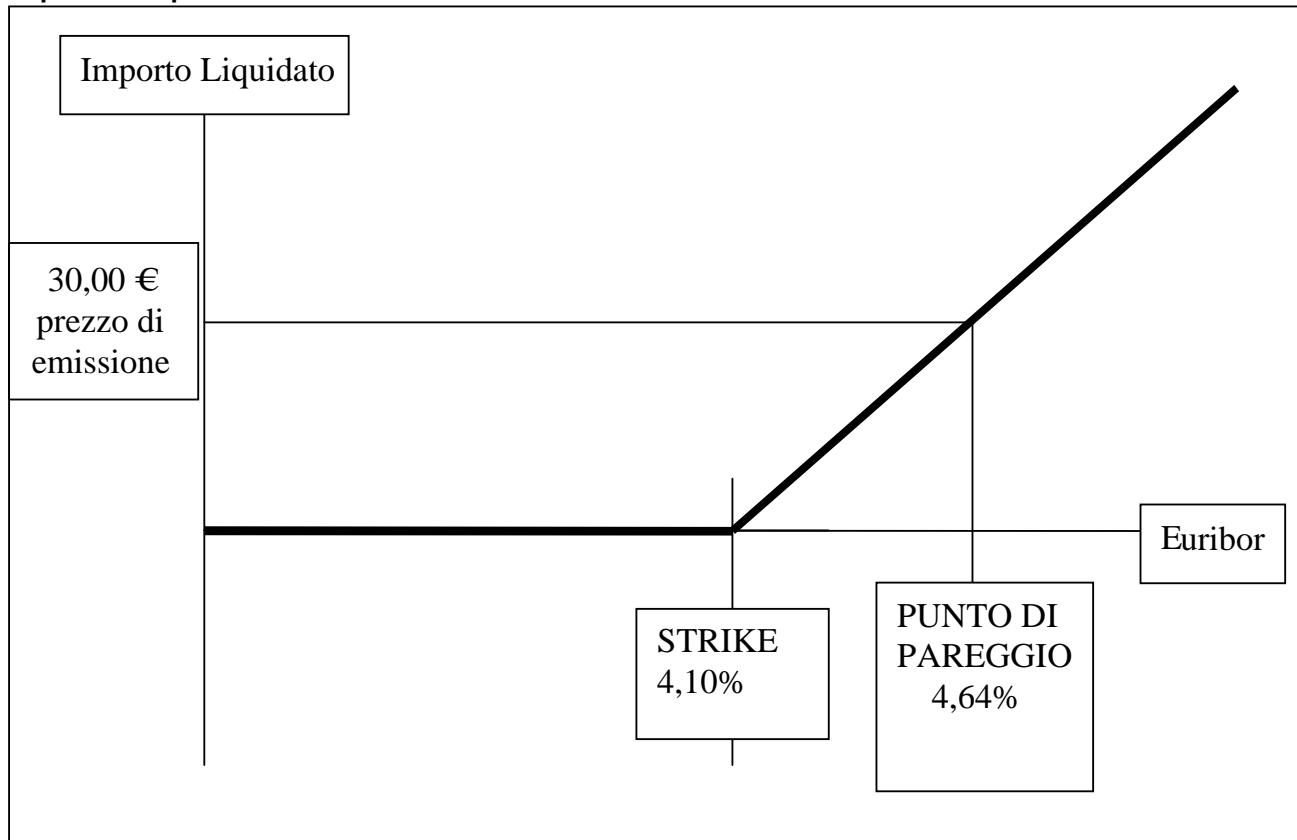 Importo Liquidato
30,00 €
prezzo di
emissione
Euribor
STRIKE
4,10%
PUNTO DI
PAREGGIO
4,64%